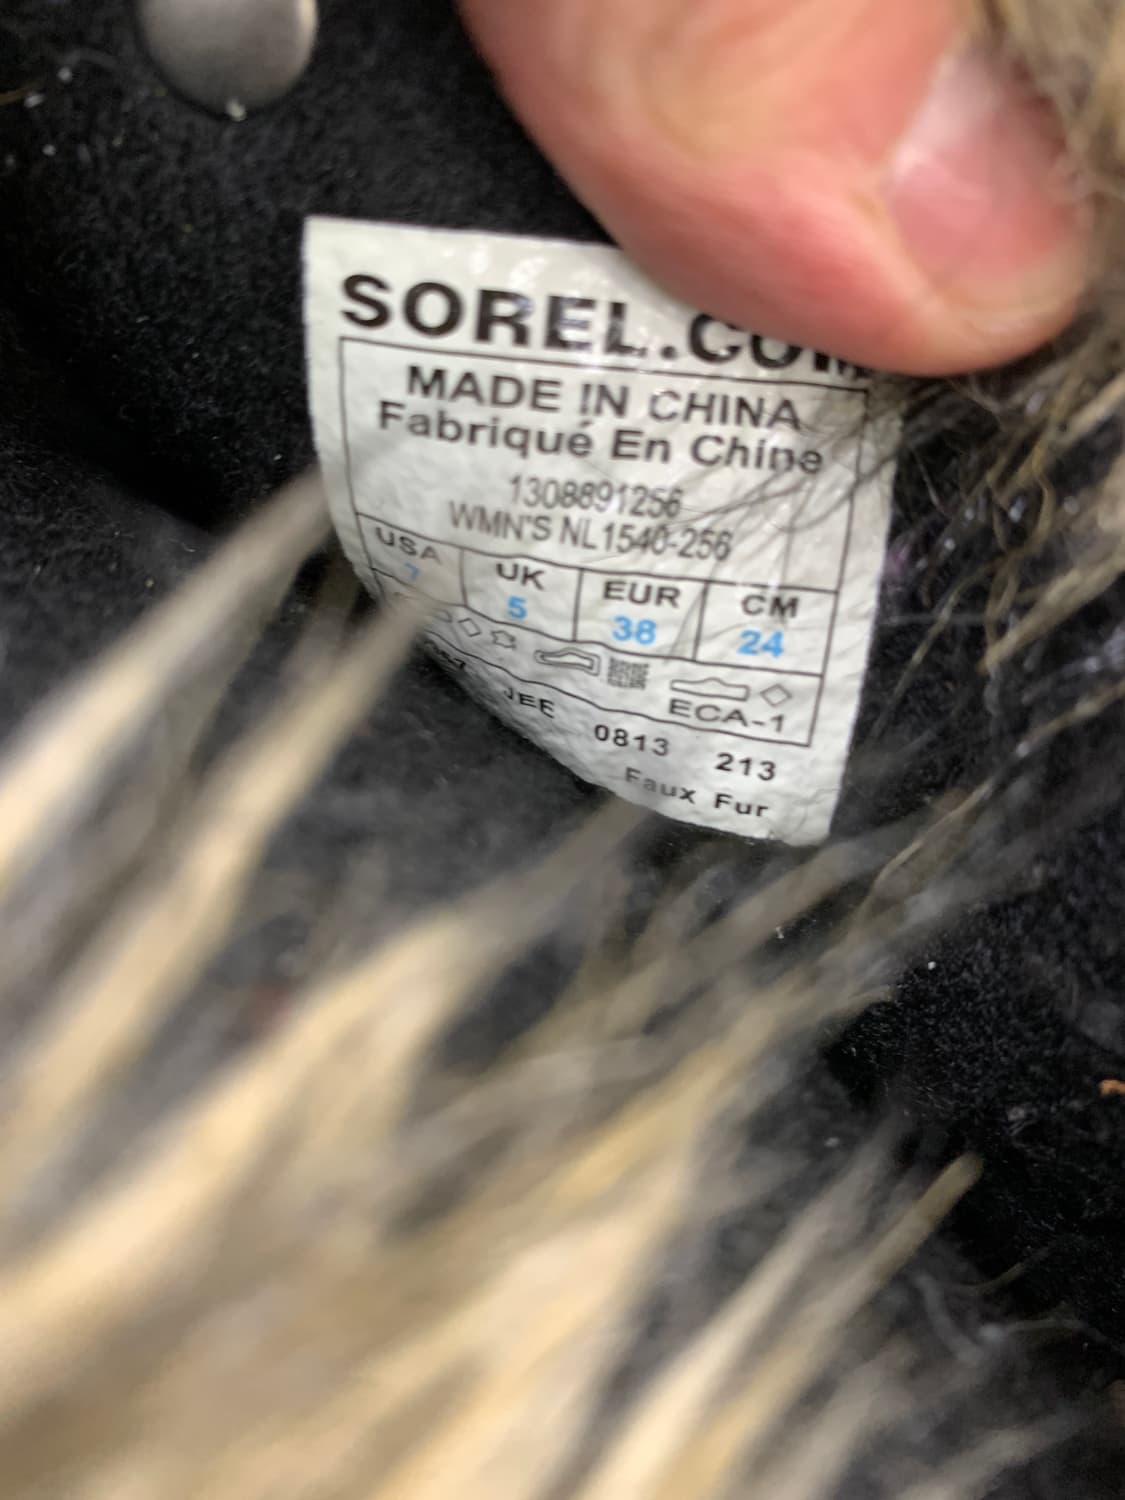 SOREL.COM
MADE IN CHINA
Fabriqué En Chine
1308891256
WMN'S NL1540-256
USA UK EUR CM
7 5 38 24
ECA-1
JEE 0813 213
Faux Fur